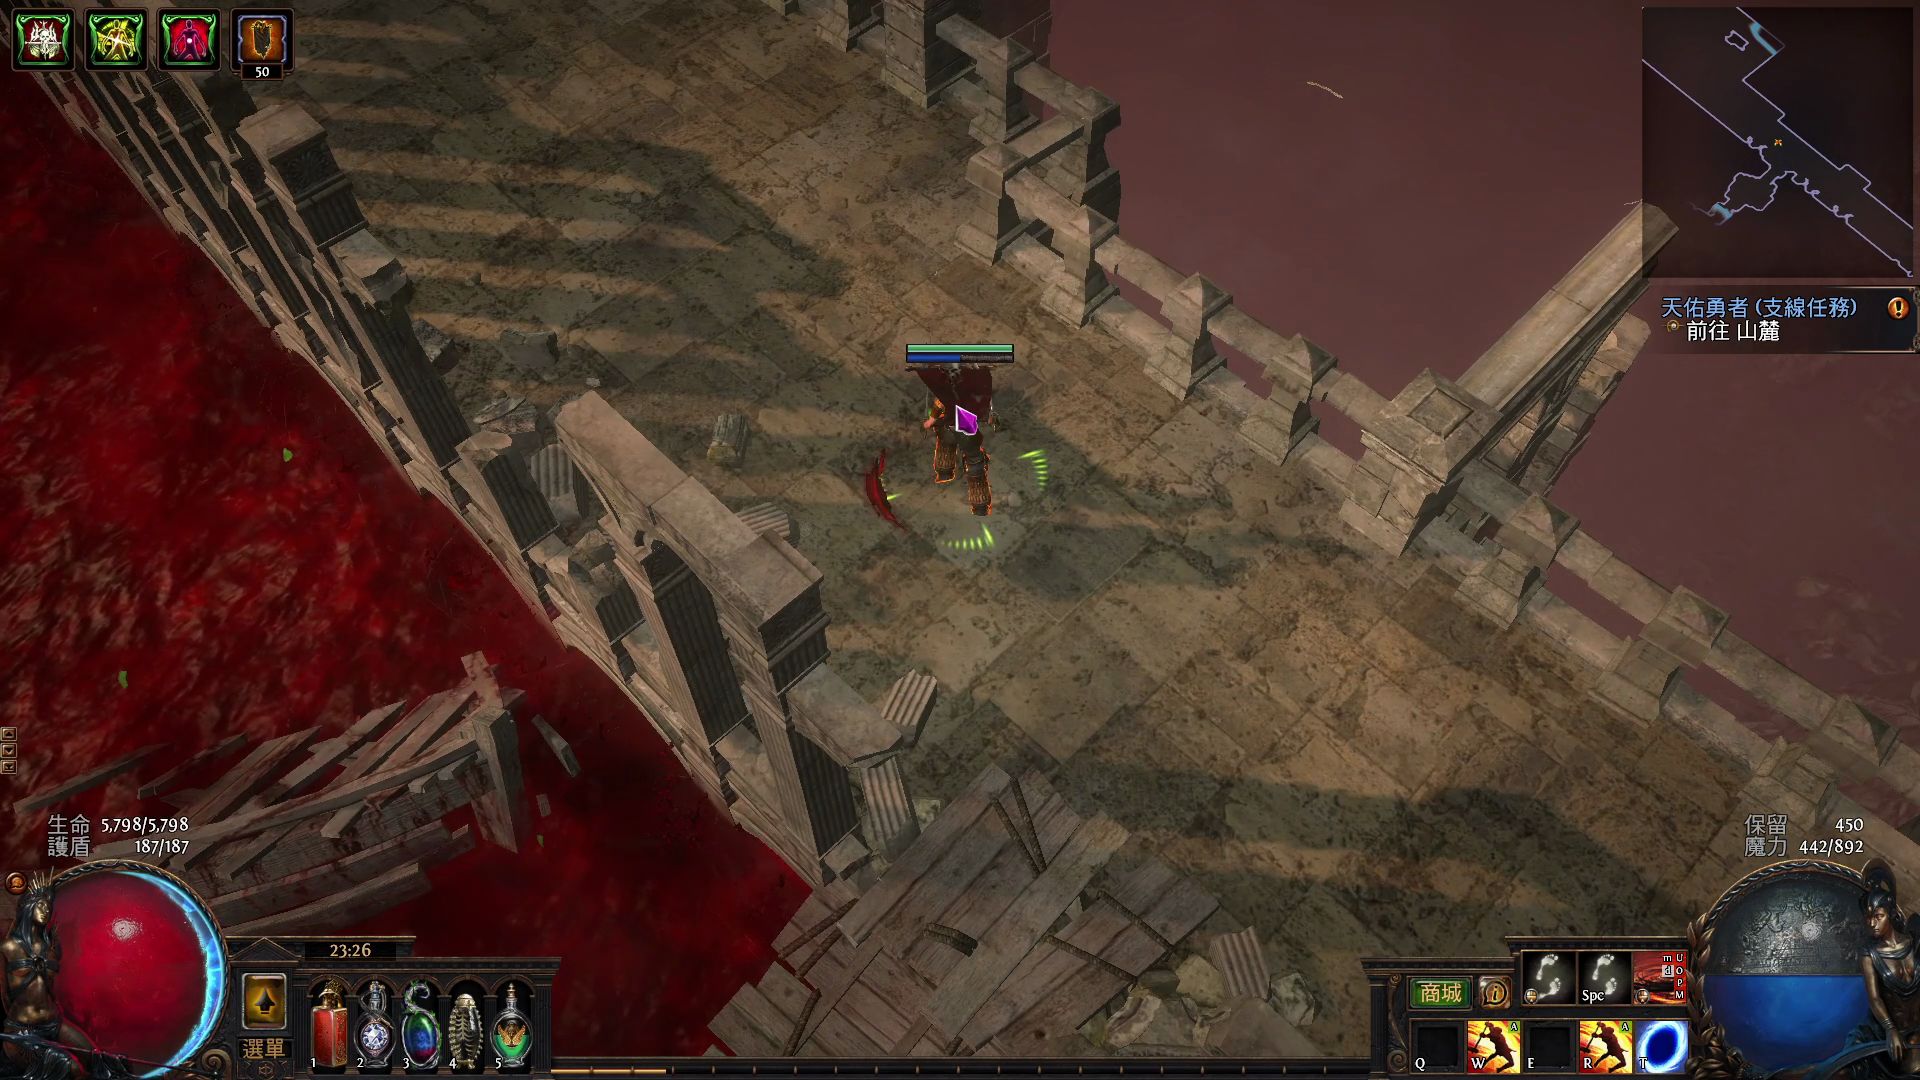 50
天佑勇者 (支線任務)
前往 山麓
生命 5,798/5,798
護盾 187/187
保留 450
魔力 442/892
23:26
選單
1
2
3
4
5
商城
Spc
Q
W
A
E
R
A
T